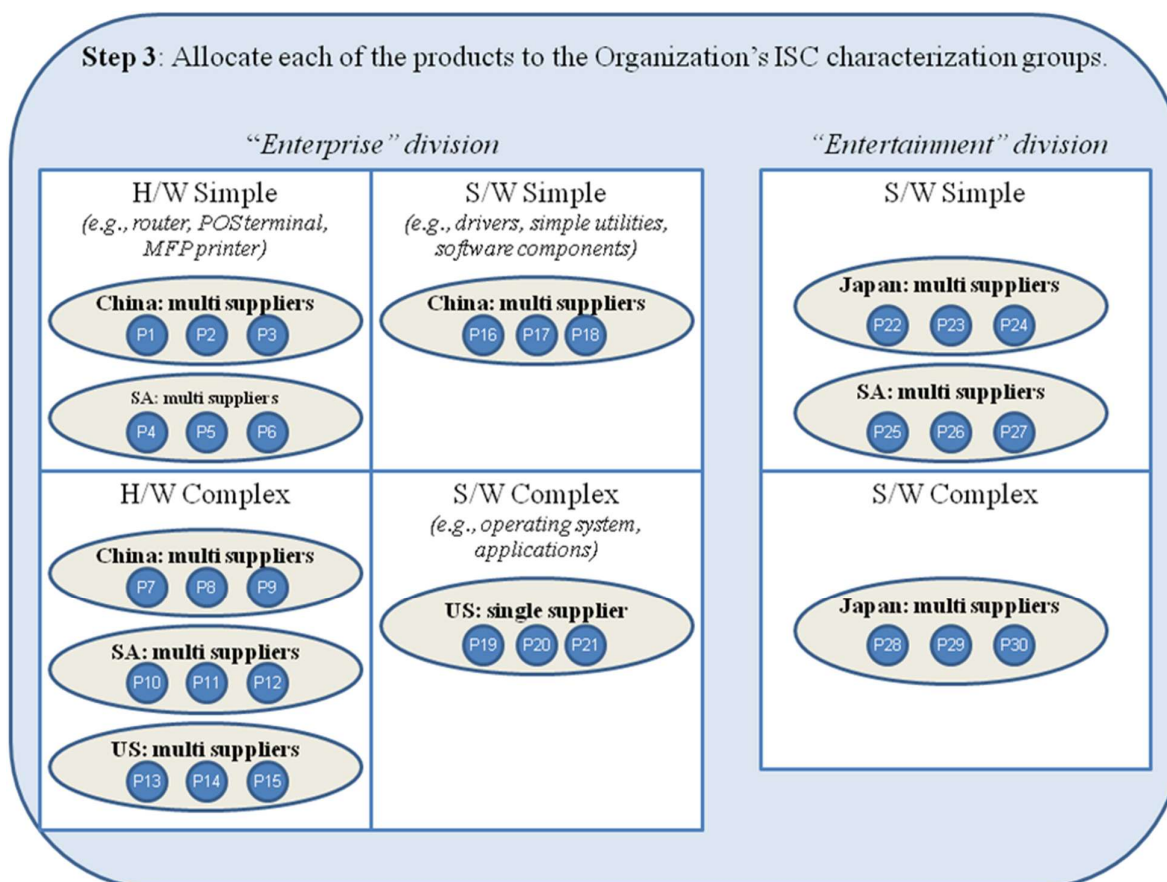 Step 3: Allocate each of the products to the Organization's ISC characterization groups.
“Enterprise” division
H/W Simple
(e.g., router, POS terminal,
MFP printer)
China: multi suppliers
P1 P2 P3
SA: multi suppliers
P4 P5 P6
S/W Simple
(e.g., drivers, simple utilities,
software components)
China: multi suppliers
P16 P17 P18
H/W Complex
China: multi suppliers
P7 P8 P9
SA: multi suppliers
P10 P11 P12
US: multi suppliers
P13 P14 P15
S/W Complex
(e.g., operating system,
applications)
US: single supplier
P19 P20 P21
“Entertainment” division
S/W Simple
Japan: multi suppliers
P22 P23 P24
SA: multi suppliers
P25 P26 P27
S/W Complex
Japan: multi suppliers
P28 P29 P30